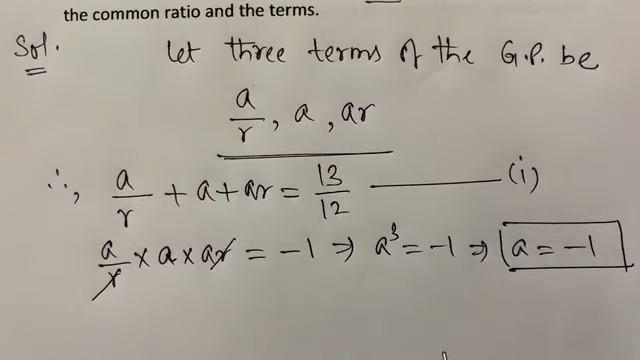 the common ratio and the terms.
Sol. Let three terms of the G.P. be
a/r, a, ar
∴, a/r + a + ar = 13/12 ——— (i)
a/r × a × ar = -1 ⇒ a³ = -1 ⇒ a = -1